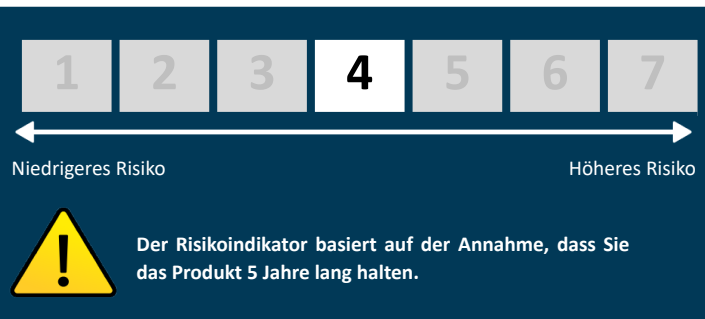 1 2 3 4 5 6 7
Niedrigeres Risiko Höheres Risiko
Der Risikoindikator basiert auf der Annahme, dass Sie
das Produkt 5 Jahre lang halten.